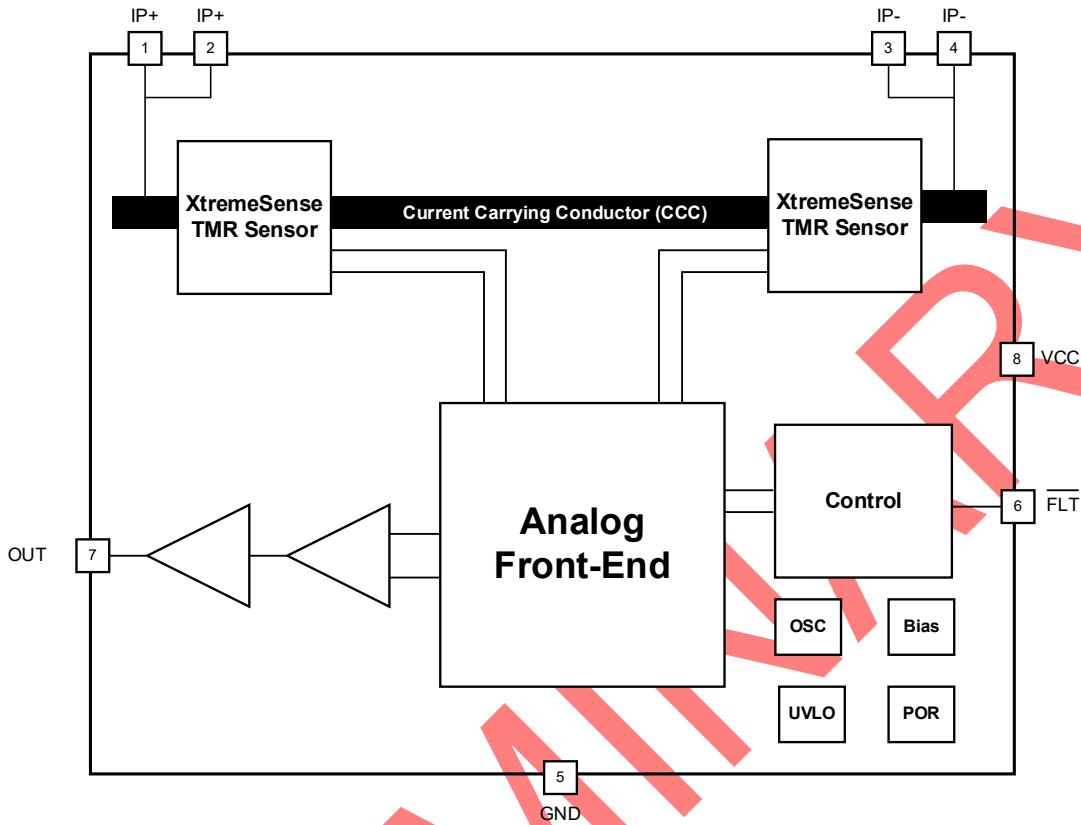 IP+
IP+
IP-
IP-
1
2
3
4
XtremeSense
TMR Sensor
Current Carrying Conductor (CCC)
XtremeSense
TMR Sensor
8
VCC
Analog
Front-End
Control
6
FLT
OUT
7
OSC
Bias
UVLO
POR
5
GND